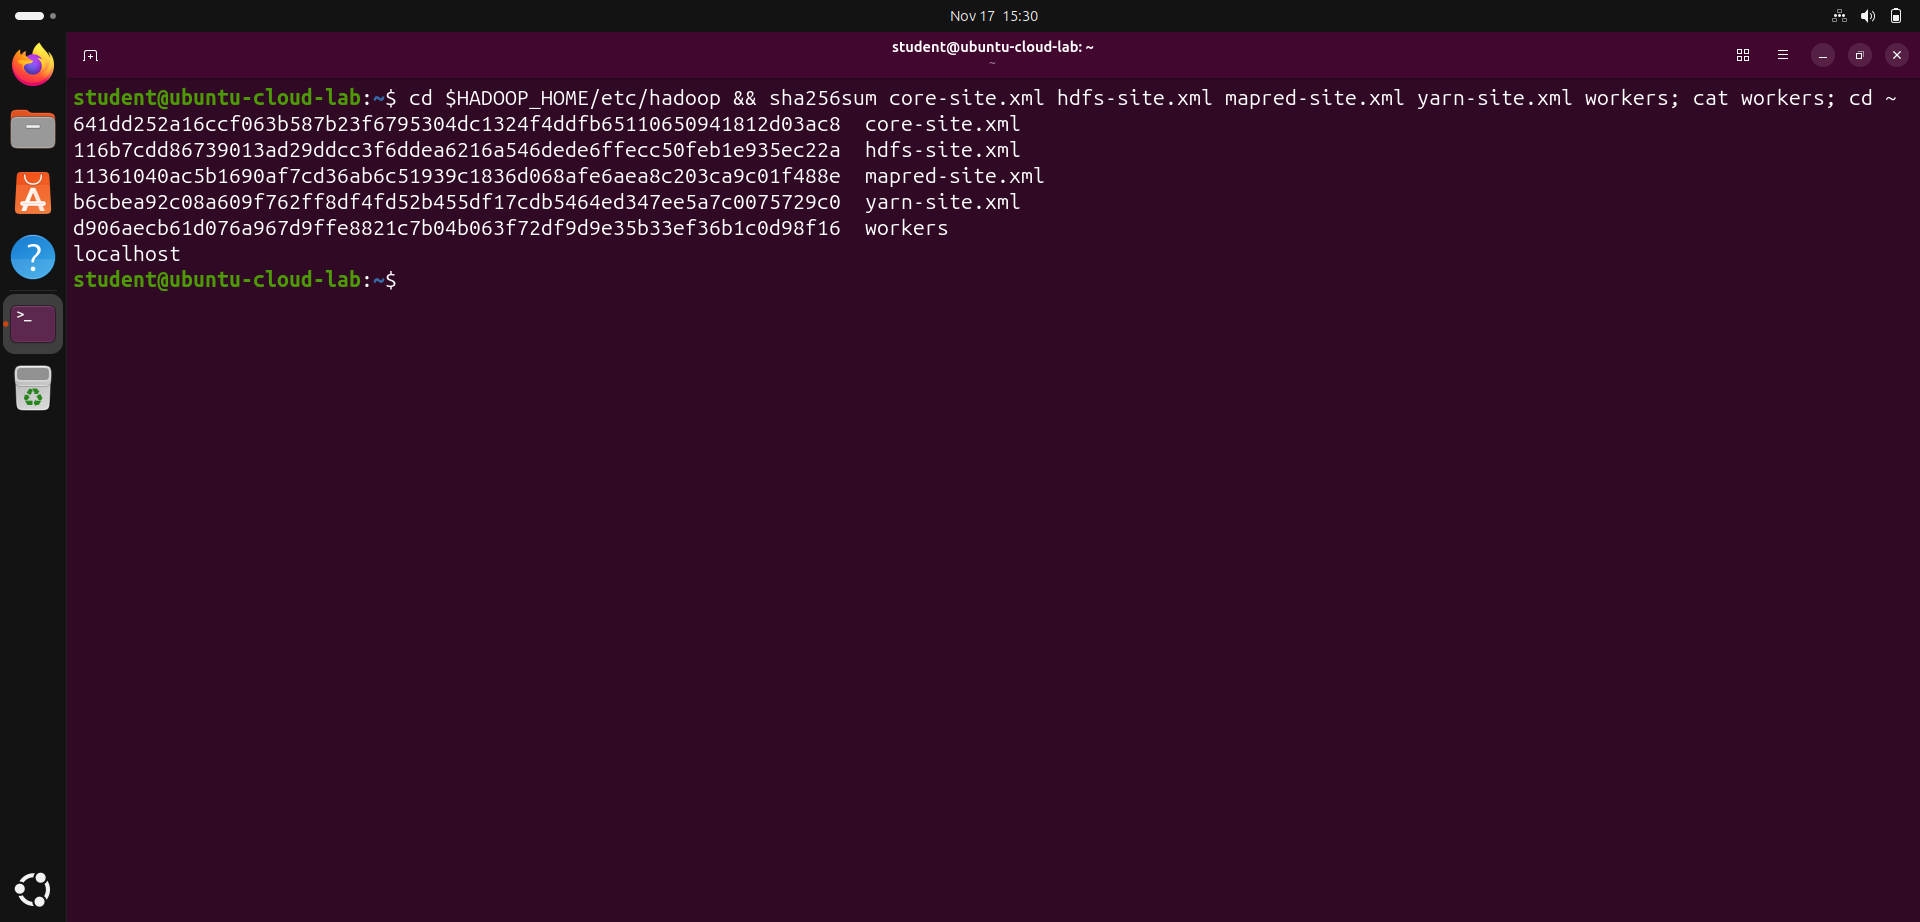 Nov 17 15:30
student@ubuntu-cloud-lab: ~
~
student@ubuntu-cloud-lab:~$ cd $HADOOP_HOME/etc/hadoop && sha256sum core-site.xml hdfs-site.xml mapred-site.xml yarn-site.xml workers; cat workers; cd ~
641dd252a16ccf063b587b23f6795304dc1324f4ddfb65110650941812d03ac8  core-site.xml
116b7cdd86739013ad29ddcc3f6ddea6216a546dede6ffecc50feb1e935ec22a  hdfs-site.xml
11361040ac5b1690af7cd36ab6c51939c1836d068afe6aea8c203ca9c01f488e  mapred-site.xml
b6cbea92c08a609f762ff8df4fd52b455df17cdb5464ed347ee5a7c0075729c0  yarn-site.xml
d906aecb61d076a967d9ffe8821c7b04b063f72df9d9e35b33ef36b1c0d98f16  workers
localhost
student@ubuntu-cloud-lab:~$